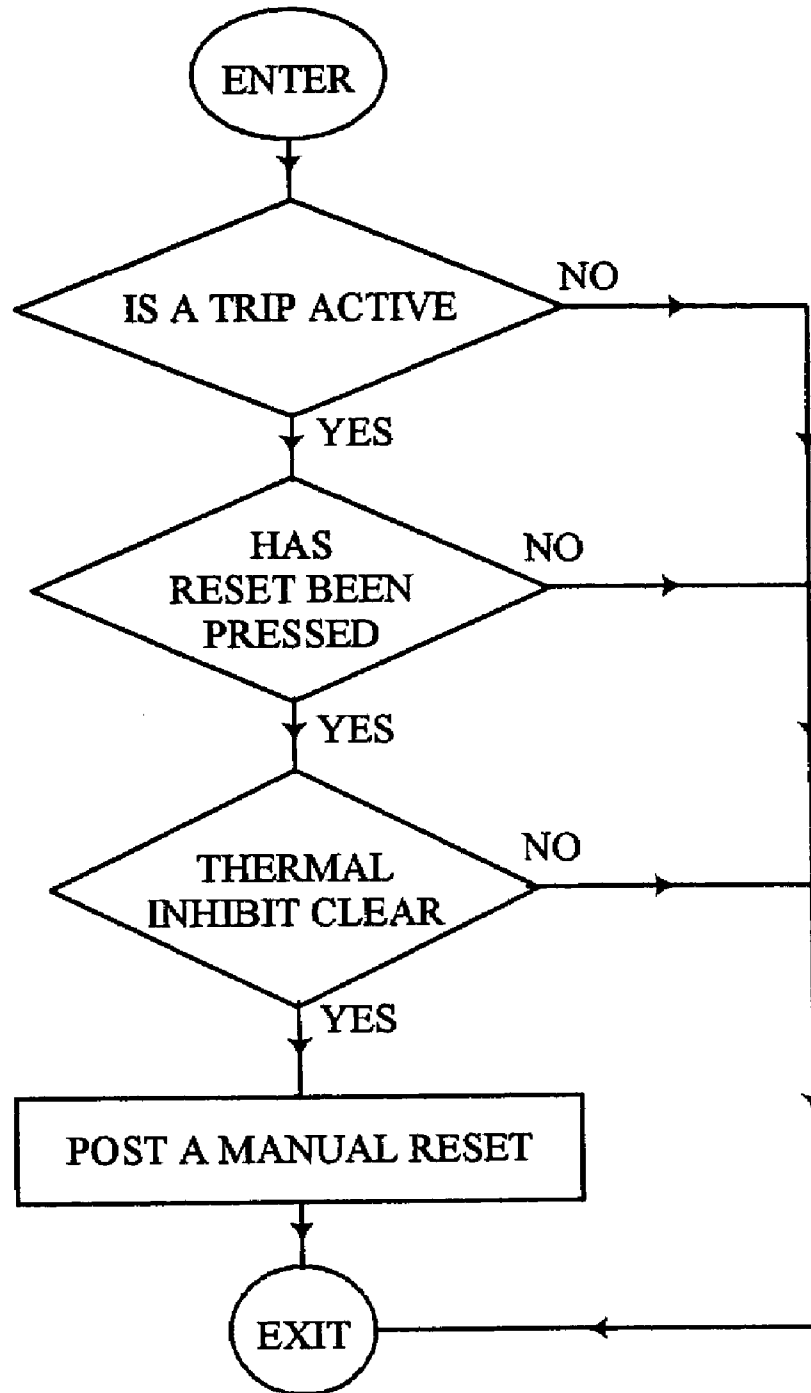 ENTER
IS A TRIP ACTIVE
NO
YES
HAS
RESET BEEN
PRESSED
NO
YES
THERMAL
INHIBIT CLEAR
NO
YES
POST A MANUAL RESET
EXIT